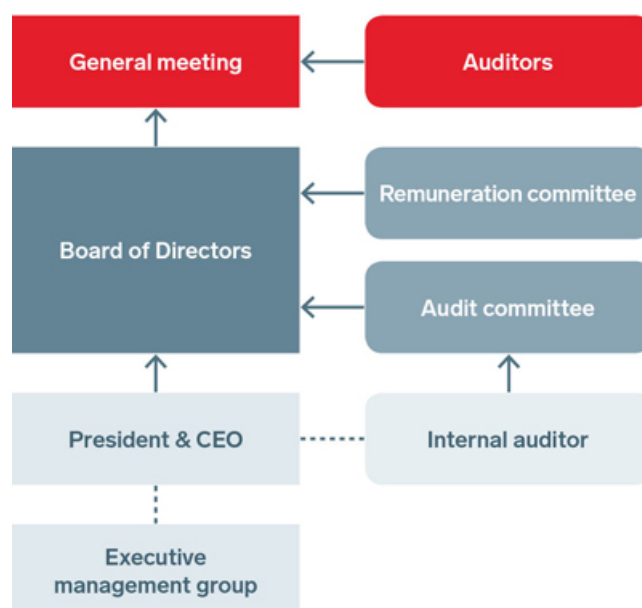 General meeting
Auditors
Board of Directors
Remuneration committee
Audit committee
President & CEO
Internal auditor
Executive
management group